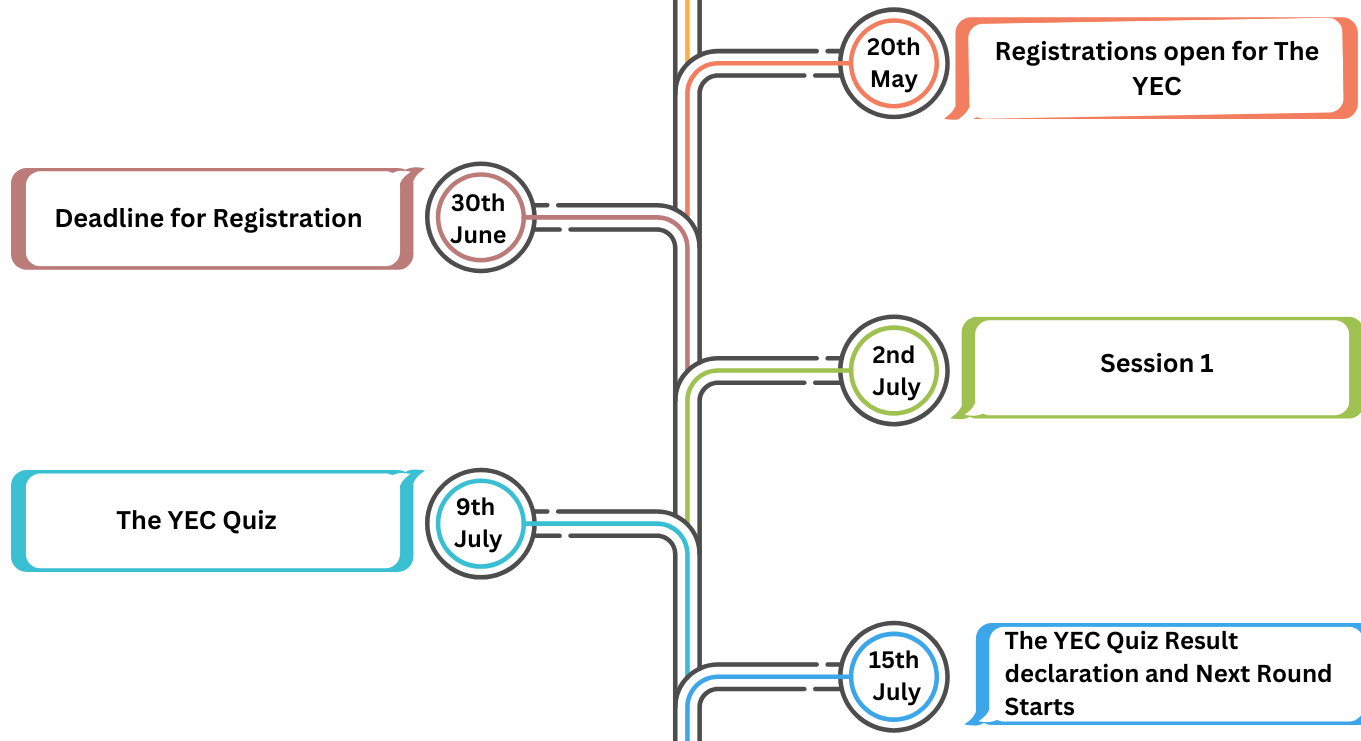 20th
May
Registrations open for The
YEC
Deadline for Registration
30th
June
2nd
July
Session 1
The YEC Quiz
9th
July
15th
July
The YEC Quiz Result
declaration and Next Round
Starts